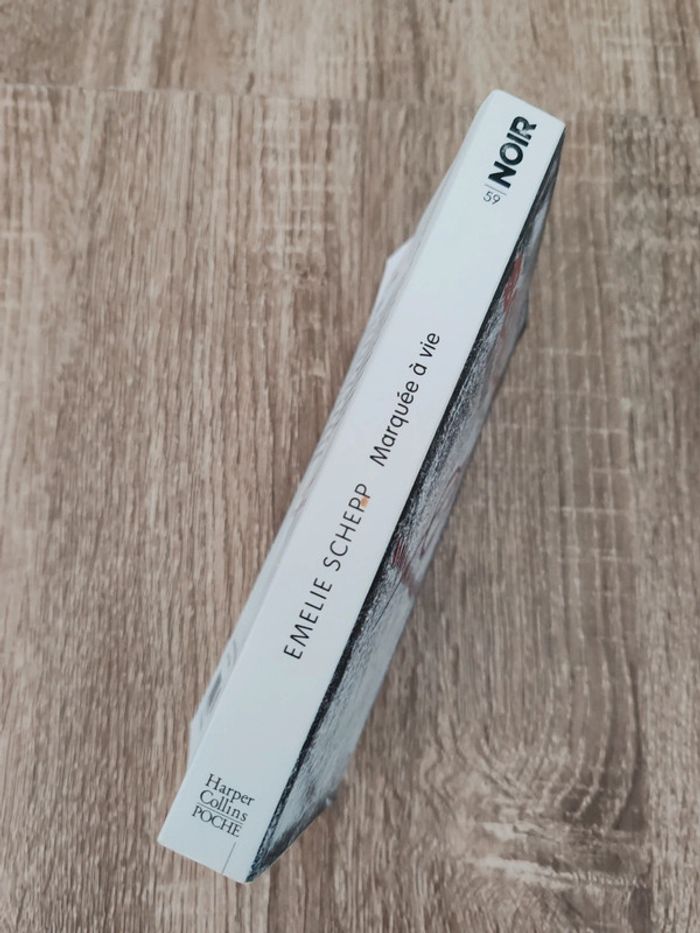 NOIR
59
EMELIE SCHEPP Marquée à vie
Harper
Collins
POCHE